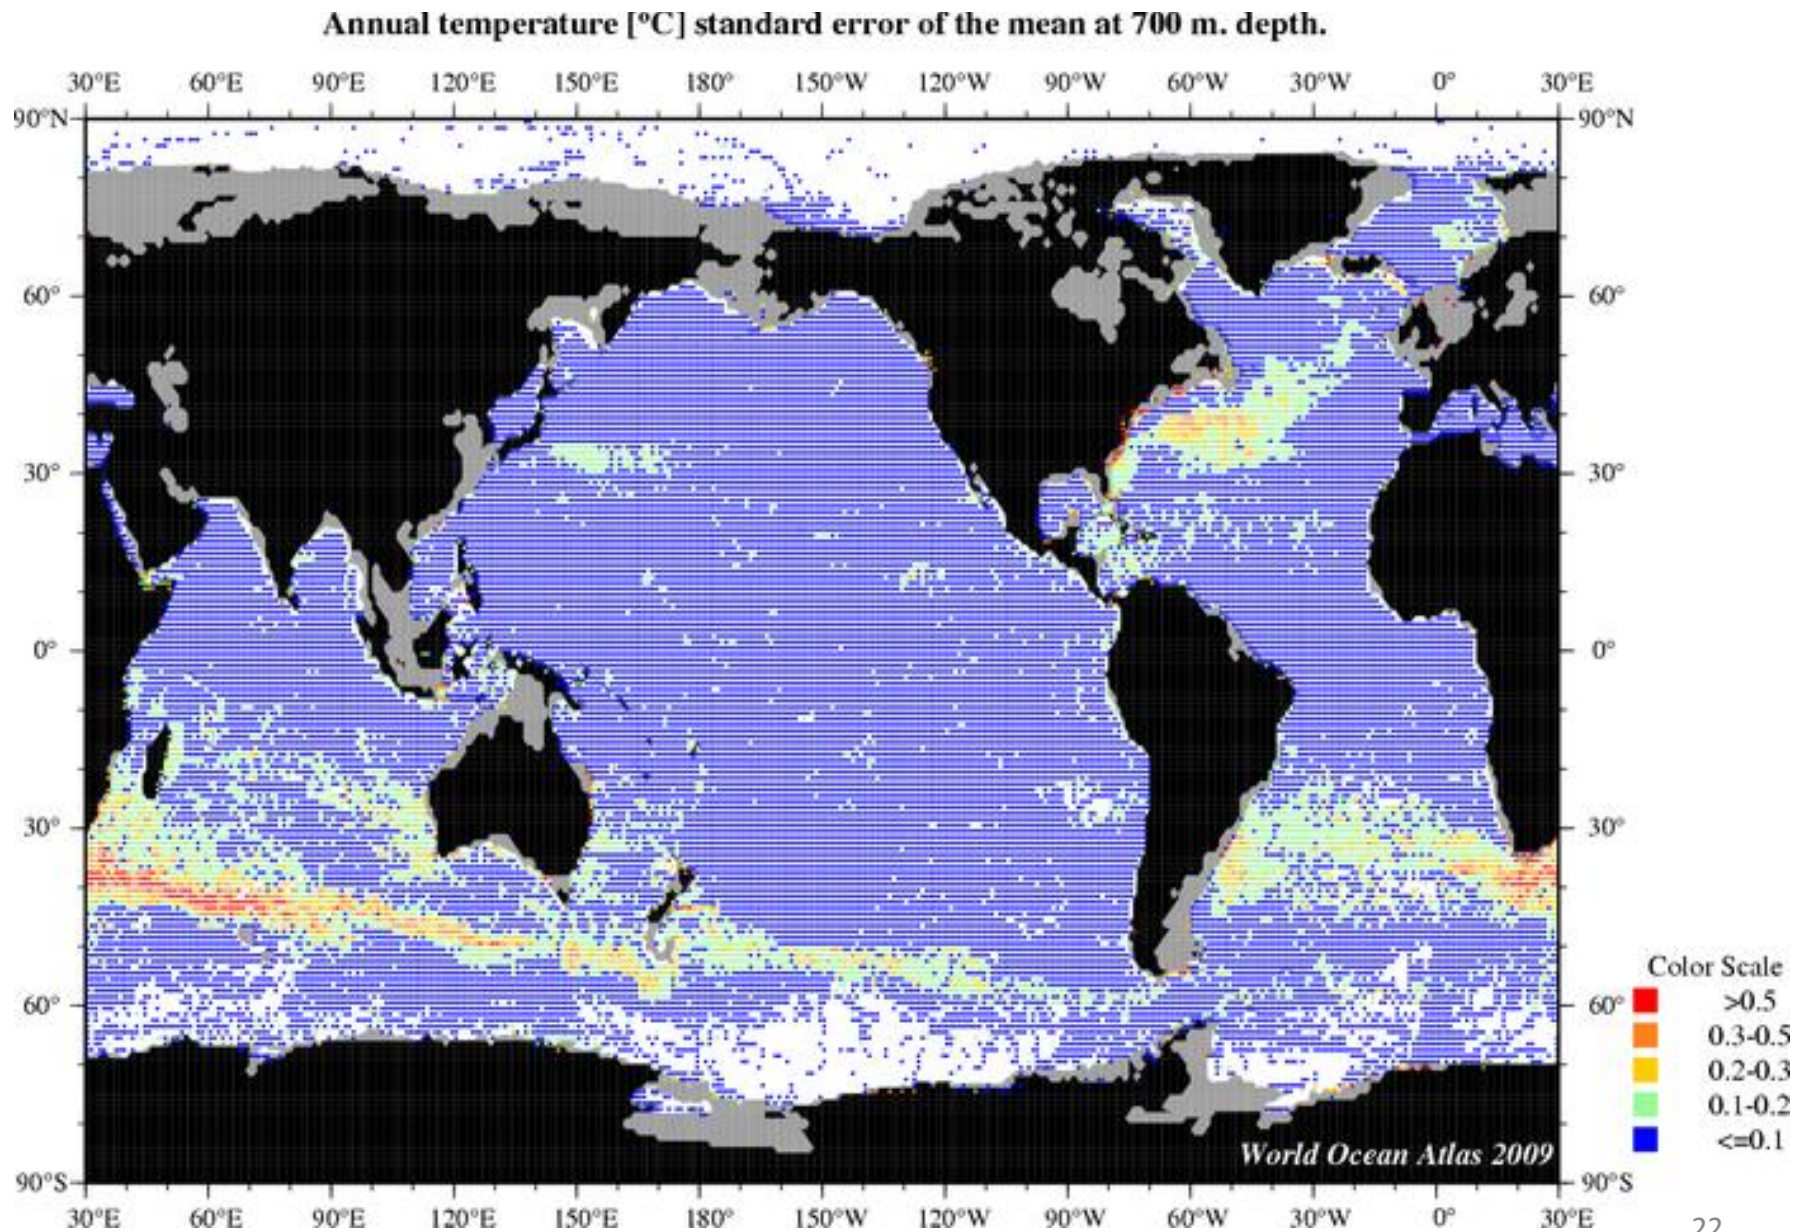 Annual temperature [°C] standard error of the mean at 700 m. depth.
30°E 60°E 90°E 120°E 150°E 180° 150°W 120°W 90°W 60°W 30°W 0° 30°E
90°N 90°N
60° 60°
30° 30°
0° 0°
30° 30°
Color Scale
>0.5
60° 60°
0.3-0.5
0.2-0.3
0.1-0.2
<=0.1
World Ocean Atlas 2009
90°S 90°S
30°E 60°E 90°E 120°E 150°E 180° 150°W 120°W 90°W 60°W 30°W 0° 30°E
22